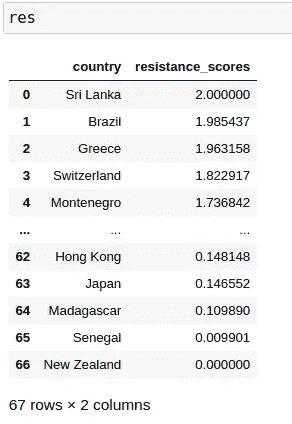 res
country resistance_scores
0 Sri Lanka 2.000000
1 Brazil 1.985437
2 Greece 1.963158
3 Switzerland 1.822917
4 Montenegro 1.736842
... ... ...
62 Hong Kong 0.148148
63 Japan 0.146552
64 Madagascar 0.109890
65 Senegal 0.009901
66 New Zealand 0.000000
67 rows × 2 columns